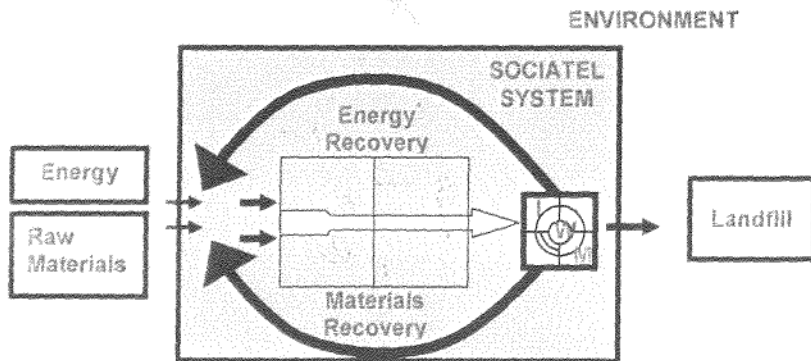 ENVIRONMENT
SOCIATEL
SYSTEM
Energy
Recovery
Energy
Raw
Materials
I
W
M
Landfill
Materials
Recovery